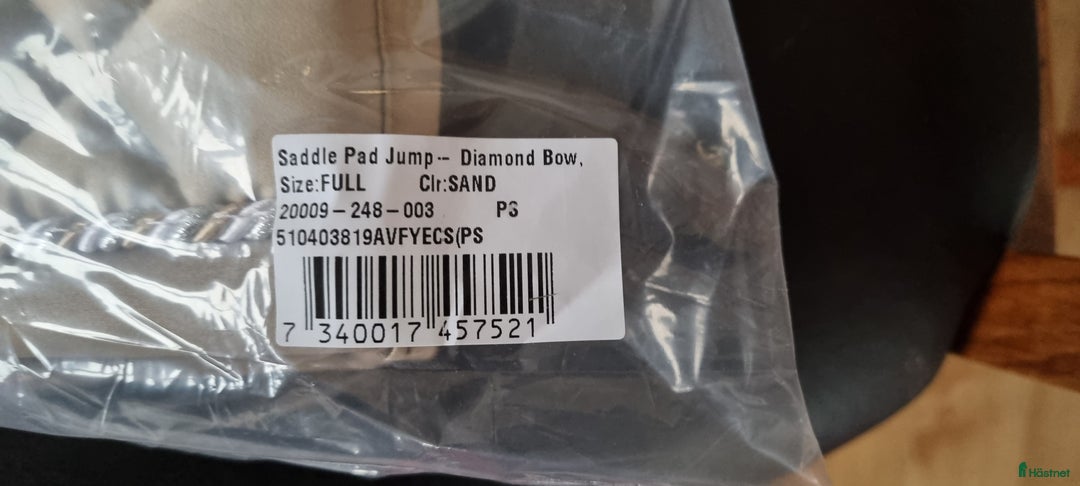 Saddle Pad Jump-- Diamond Bow,
Size:FULL Clr:SAND
20009-248-003 PS
510403819AVFYECS(PS
7 340017 457521
Hästnet